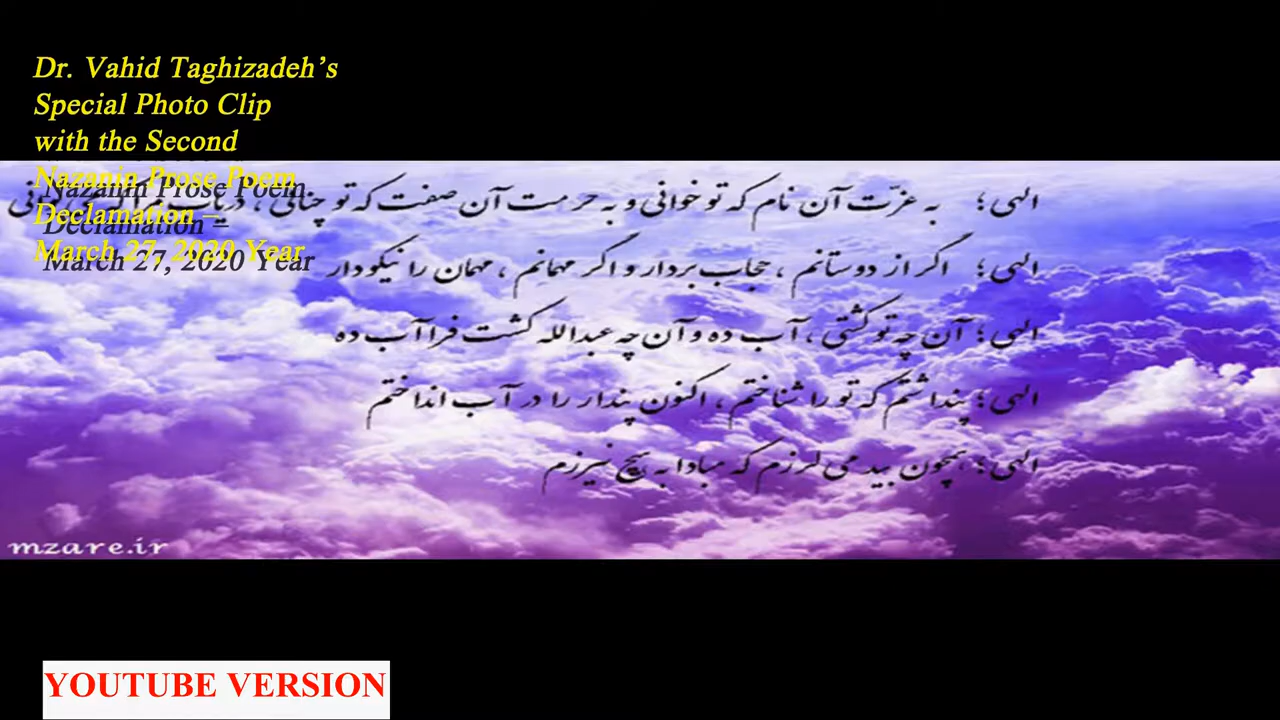 Dr. Vahid Taghizadeh’s
Special Photo Clip
with the Second
Nazanin Prose Poem
Declamation –
March 27, 2020 Year
الهی؛ به عزّت آن نام که تو خوانی و به حرمت آن صفت که تو چنانی، دریاب
الهی؛ اگر از دوستانم، حجاب بردار و اگر مهمانم، مهمان را نیکو دار
الهی؛ آن چه تو کشتی، آب ده و آن چه عبدالله کشت فرا آب ده
الهی؛ پنداشتم که تو را شناختم، اکنون پندار را در آب انداختم
الهی؛ همچون بید می لرزم که مبادا به هیچ نیرزم
mzare.ir
YOUTUBE VERSION